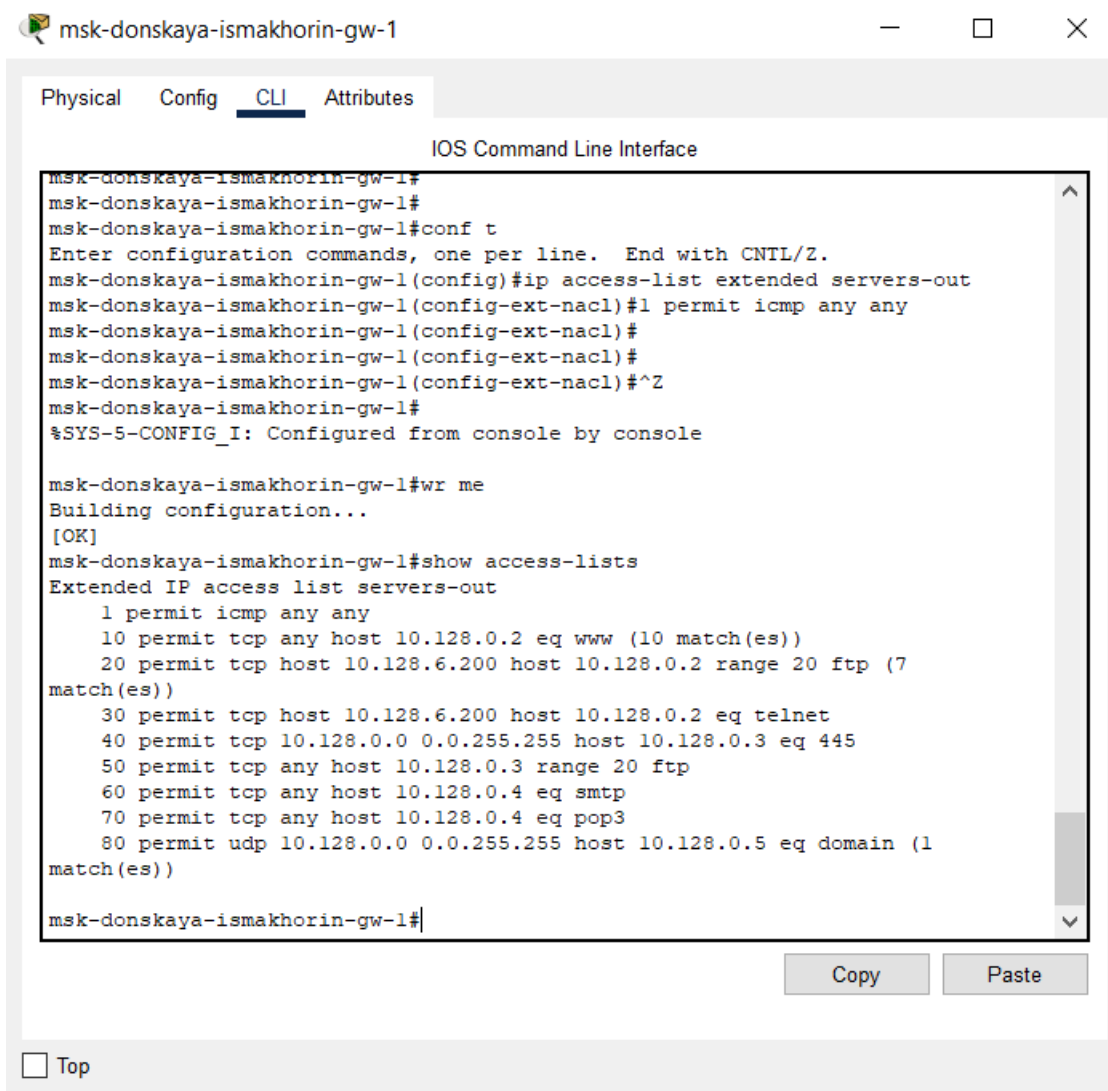 msk-donskaya-ismakhorin-gw-1
Physical Config CLI Attributes
IOS Command Line Interface
msk-donskaya-ismakhorin-gw-1#
msk-donskaya-ismakhorin-gw-1#
msk-donskaya-ismakhorin-gw-1#conf t
Enter configuration commands, one per line.  End with CNTL/Z.
msk-donskaya-ismakhorin-gw-1(config)#ip access-list extended servers-out
msk-donskaya-ismakhorin-gw-1(config-ext-nacl)#1 permit icmp any any
msk-donskaya-ismakhorin-gw-1(config-ext-nacl)#
msk-donskaya-ismakhorin-gw-1(config-ext-nacl)#
msk-donskaya-ismakhorin-gw-1(config-ext-nacl)#^Z
msk-donskaya-ismakhorin-gw-1#
%SYS-5-CONFIG_I: Configured from console by console
msk-donskaya-ismakhorin-gw-1#wr me
Building configuration...
[OK]
msk-donskaya-ismakhorin-gw-1#show access-lists
Extended IP access list servers-out
    1 permit icmp any any
    10 permit tcp any host 10.128.0.2 eq www (10 match(es))
    20 permit tcp host 10.128.6.200 host 10.128.0.2 range 20 ftp (7
match(es))
    30 permit tcp host 10.128.6.200 host 10.128.0.2 eq telnet
    40 permit tcp 10.128.0.0 0.0.255.255 host 10.128.0.3 eq 445
    50 permit tcp any host 10.128.0.3 range 20 ftp
    60 permit tcp any host 10.128.0.4 eq smtp
    70 permit tcp any host 10.128.0.4 eq pop3
    80 permit udp 10.128.0.0 0.0.255.255 host 10.128.0.5 eq domain (1
match(es))
msk-donskaya-ismakhorin-gw-1#
Copy Paste
Top